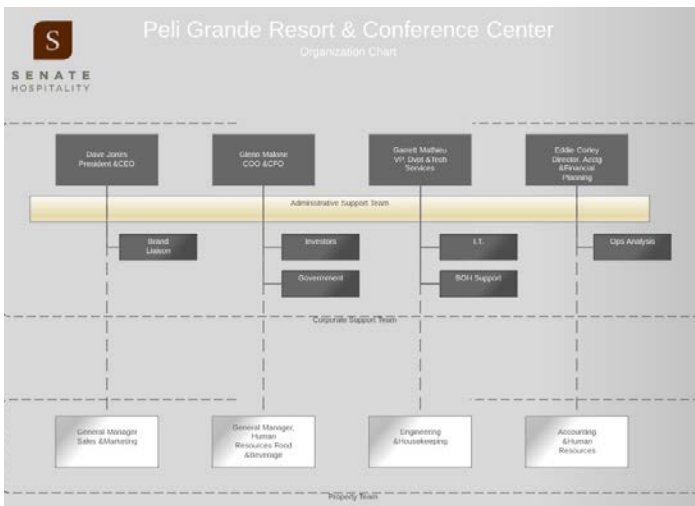 Peli Grande Resort & Conference Center
Organization Chart
S
SENATE
HOSPITALITY
Dave Jones
President &CEO
Glenn Malone
COO &CFO
Garrett Mathieu
VP, Dvpt &Tech
Services
Eddie Corley
Director, Acctg
&Financial
Planning
Administrative Support Team
Brand
Liaison
Investors
I.T.
Ops Analysis
Government
BOH Support
Corporate Support Team
General Manager
Sales &Marketing
General Manager,
Human
Resources Food
&Beverage
Engineering
&Housekeeping
Accounting
&Human
Resources
Property Team